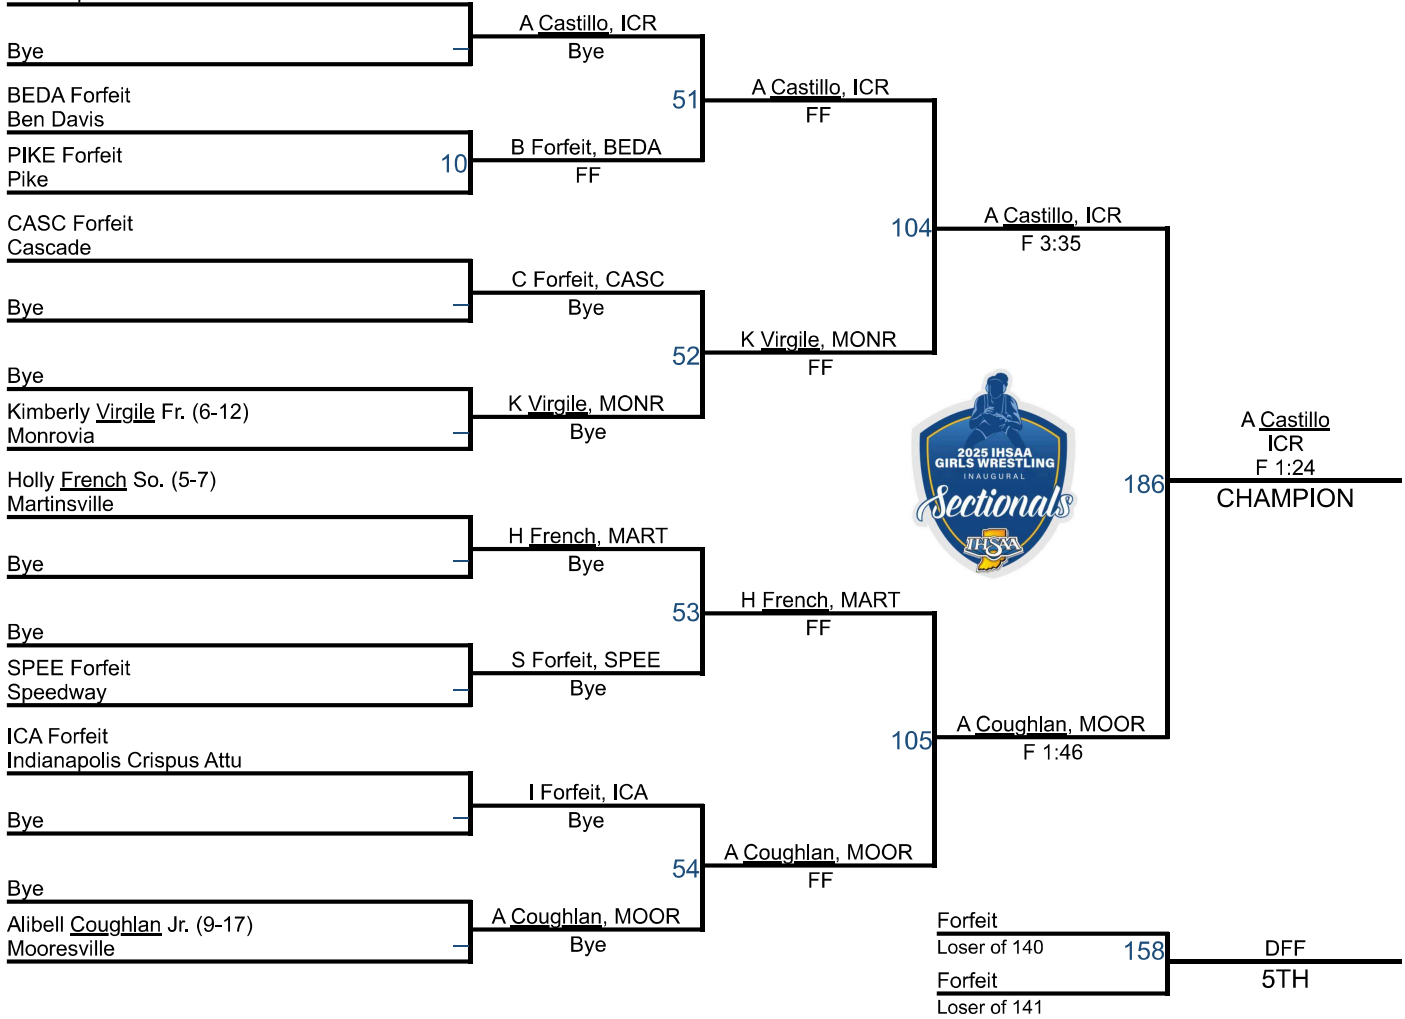 Bye
BEDA Forfeit
Ben Davis
10
PIKE Forfeit
Pike
CASC Forfeit
Cascade
Bye
Bye
Kimberly Virgile Fr. (6-12)
Monrovia
Holly French So. (5-7)
Martinsville
Bye
Bye
SPEE Forfeit
Speedway
ICA Forfeit
Indianapolis Crispus Attu
Bye
Bye
Alibell Coughlan Jr. (9-17)
Mooresville
A Castillo, ICR
Bye
51
B Forfeit, BEDA
FF
C Forfeit, CASC
Bye
52
K Virgile, MONR
Bye
H French, MART
Bye
53
S Forfeit, SPEE
Bye
I Forfeit, ICA
Bye
54
A Coughlan, MOOR
Bye
A Castillo, ICR
FF
104
K Virgile, MONR
FF
H French, MART
FF
105
A Coughlan, MOOR
FF
A Castillo, ICR
F 3:35
2025 IHSAA
GIRLS WRESTLING
INAUGURAL
Sectionals
IHSAA
186
A Coughlan, MOOR
F 1:46
A Castillo
ICR
F 1:24
CHAMPION
Forfeit
Loser of 140
158
Forfeit
Loser of 141
DFF
5TH